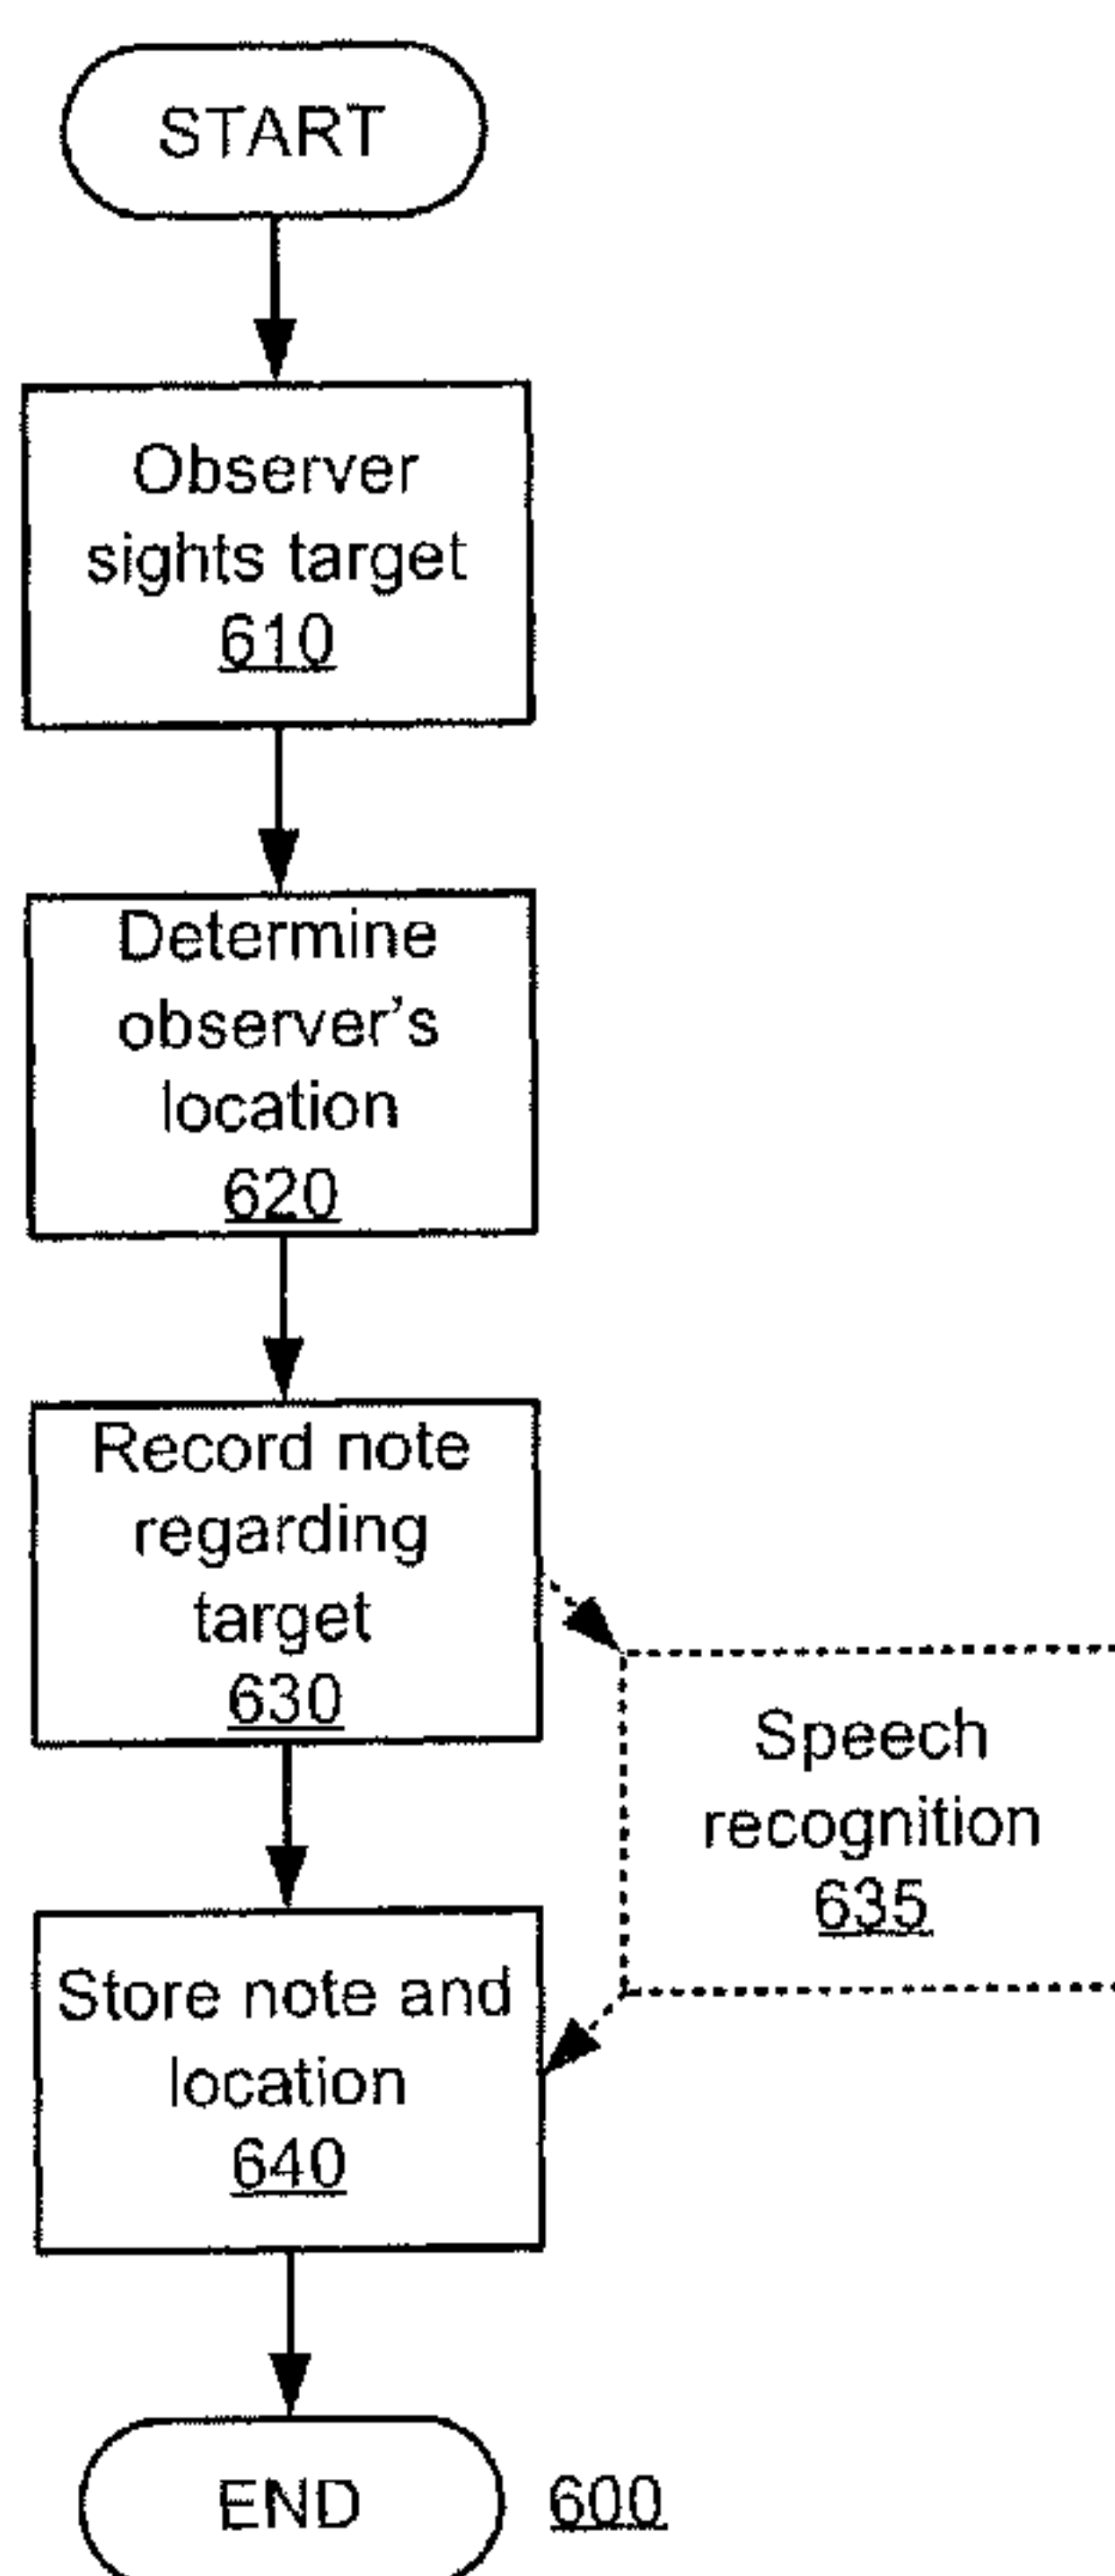 START
Observer
sights target
610
Determine
observer's
location
620
Record note
regarding
target
630
Speech
recognition
635
Store note and
location
640
END
600